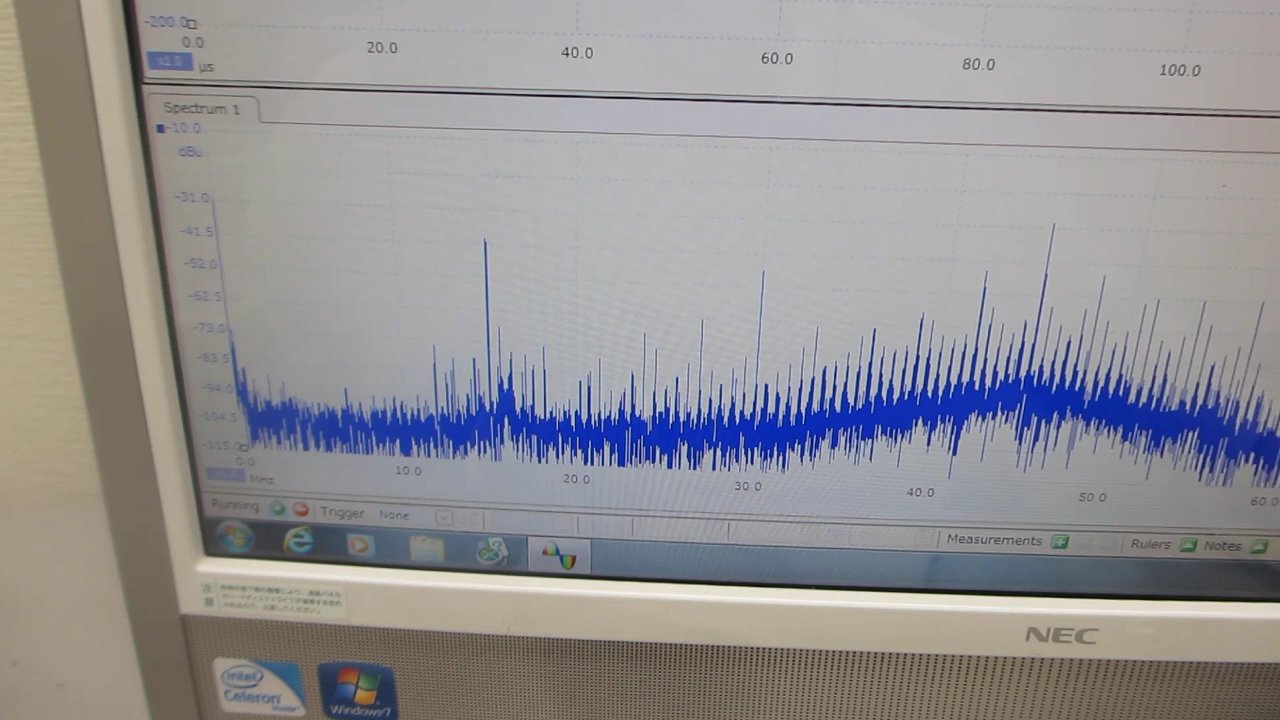 -200.0
0.0 20.0 40.0 60.0 80.0 100.0
x1.0 µs
Spectrum 1
-10.0
dBu
-31.0
-41.5
-52.0
-62.5
-73.0
-83.5
-94.0
-104.5
-115.0
0.0 10.0 20.0 30.0 40.0 50.0 60.0
MHz
Running Trigger None Measurements Rulers Notes
NEC
intel
Celeron
Windows 7